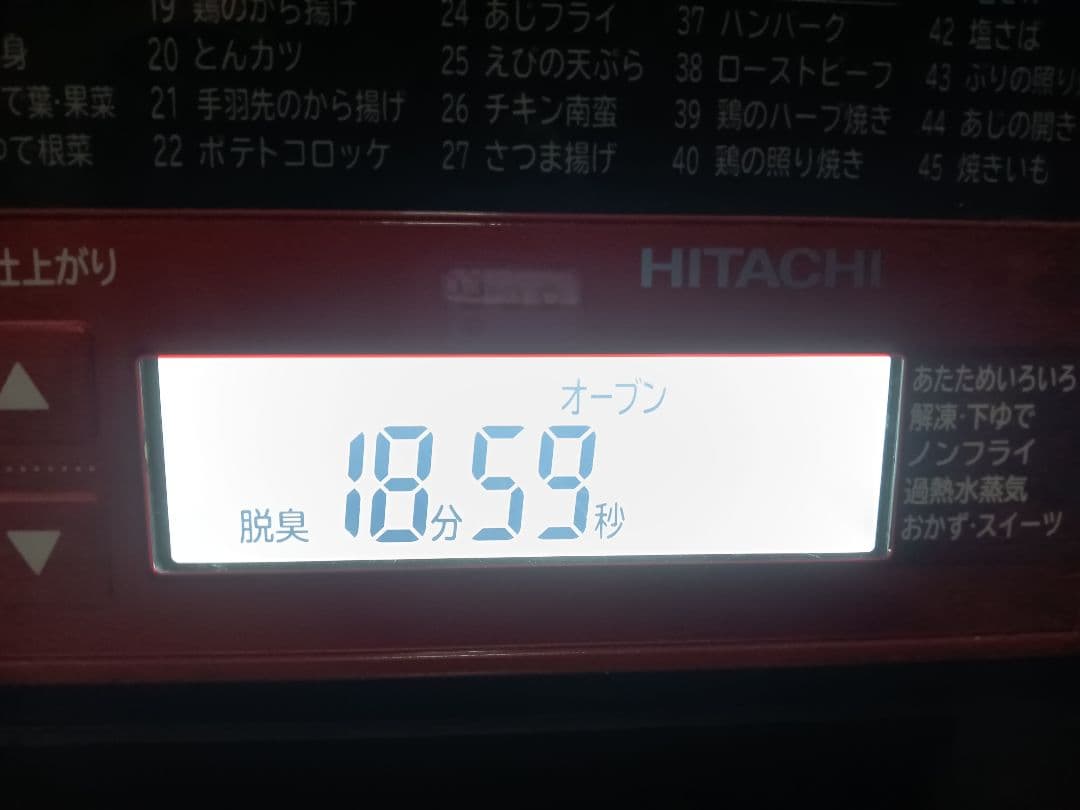 19 鶏のから揚げ 24 あじフライ 37 ハンバーグ 42 塩さば
身 20 とんカツ 25 えびの天ぷら 38 ローストビーフ 43 ぶりの照り
て葉・果菜 21 手羽先のから揚げ 26 チキン南蛮 39 鶏のハーブ焼き 44 あじの開き
ゆで根菜 22 ポテトコロッケ 27 さつま揚げ 40 鶏の照り焼き 45 焼きいも
仕上がり
HITACHI
オーブン
脱臭 18分59秒
あたためいろいろ
解凍・下ゆで
ノンフライ
過熱水蒸気
おかず・スイーツ